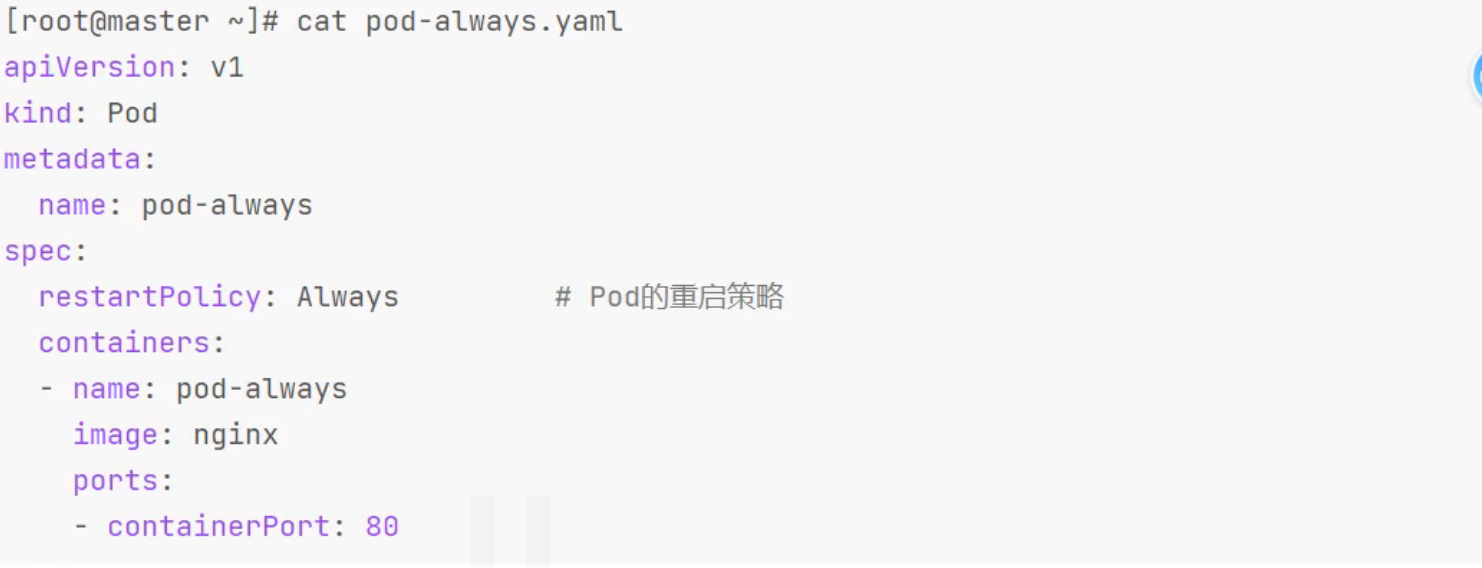 [root@master ~]# cat pod-always.yaml
apiVersion: v1
kind: Pod
metadata:
  name: pod-always
spec:
  restartPolicy: Always         # Pod的重启策略
  containers:
  - name: pod-always
    image: nginx
    ports:
    - containerPort: 80